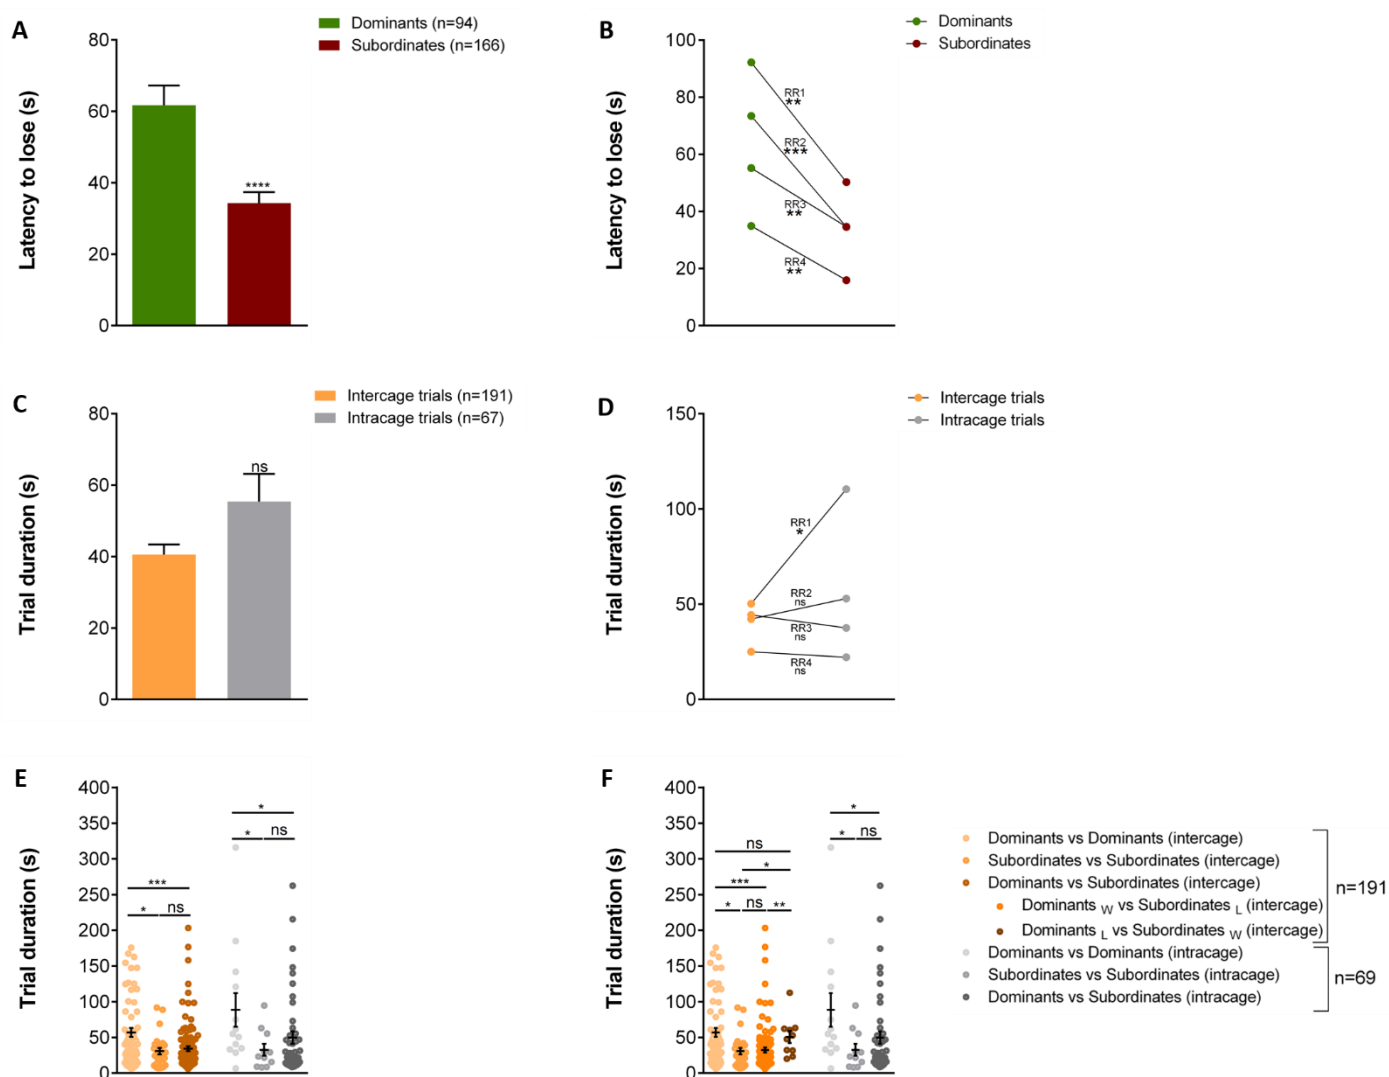 A
Dominants (n=94)
Subordinates (n=166)
80
60
40
20
0
Latency to lose (s)
****
B
Dominants
Subordinates
100
80
60
40
20
0
Latency to lose (s)
RR1
**
RR2
***
RR3
**
RR4
**
C
Intercage trials (n=191)
Intracage trials (n=67)
80
60
40
20
0
Trial duration (s)
ns
D
Intercage trials
Intracage trials
150
100
50
0
Trial duration (s)
RR1
*
RR2
ns
RR3
ns
RR4
ns
E
400
350
300
250
200
150
100
50
0
Trial duration (s)
***
* ns
*
* ns
F
400
350
300
250
200
150
100
50
0
Trial duration (s)
ns
*
***
* ns **
*
* ns
Dominants vs Dominants (intercage)
Subordinates vs Subordinates (intercage)
Dominants vs Subordinates (intercage)
Dominants W vs Subordinates L (intercage)
Dominants L vs Subordinates W (intercage)
n=191
Dominants vs Dominants (intracage)
Subordinates vs Subordinates (intracage)
Dominants vs Subordinates (intracage)
n=69